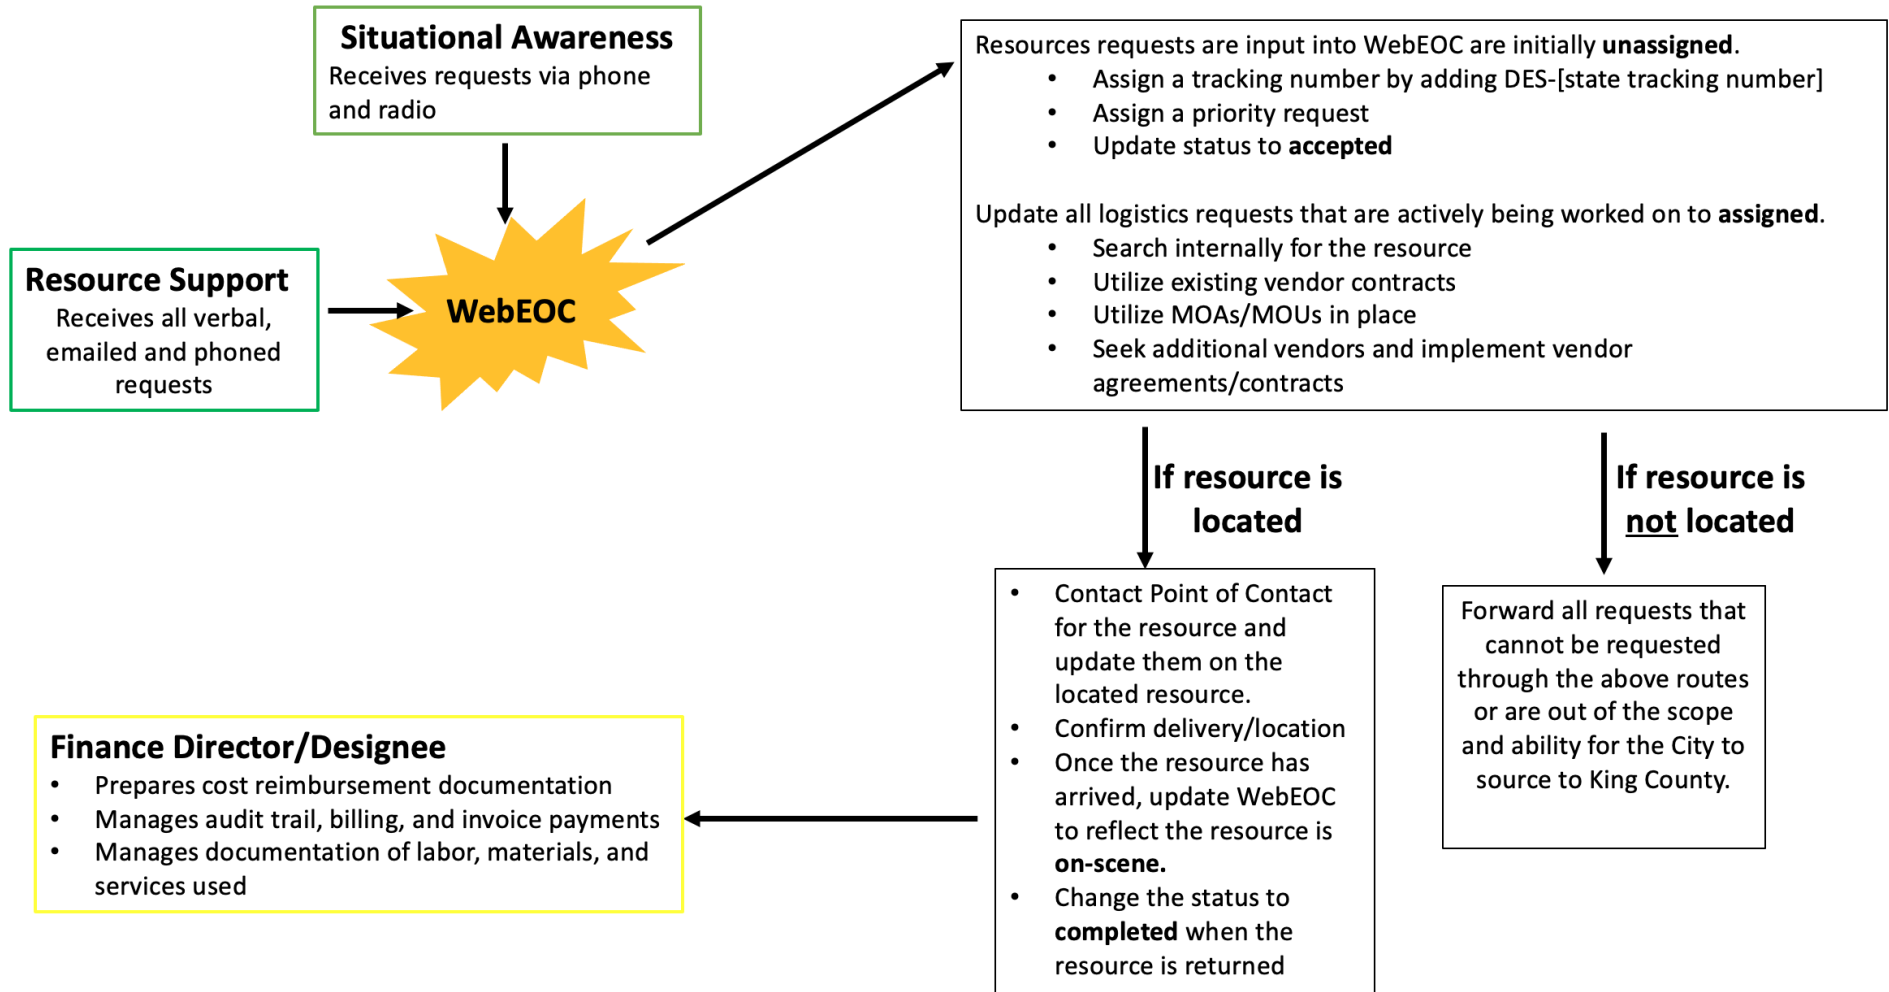 Situational Awareness
Receives requests via phone
and radio
Resource Support
Receives all verbal,
emailed and phoned
requests
WebEOC
Resources requests are input into WebEOC are initially unassigned.
• Assign a tracking number by adding DES-[state tracking number]
• Assign a priority request
• Update status to accepted
Update all logistics requests that are actively being worked on to assigned.
• Search internally for the resource
• Utilize existing vendor contracts
• Utilize MOAs/MOUs in place
• Seek additional vendors and implement vendor
agreements/contracts
If resource is
located
If resource is
not located
• Contact Point of Contact
for the resource and
update them on the
located resource.
• Confirm delivery/location
• Once the resource has
arrived, update WebEOC
to reflect the resource is
on-scene.
• Change the status to
completed when the
resource is returned
Forward all requests that
cannot be requested
through the above routes
or are out of the scope
and ability for the City to
source to King County.
Finance Director/Designee
• Prepares cost reimbursement documentation
• Manages audit trail, billing, and invoice payments
• Manages documentation of labor, materials, and
services used